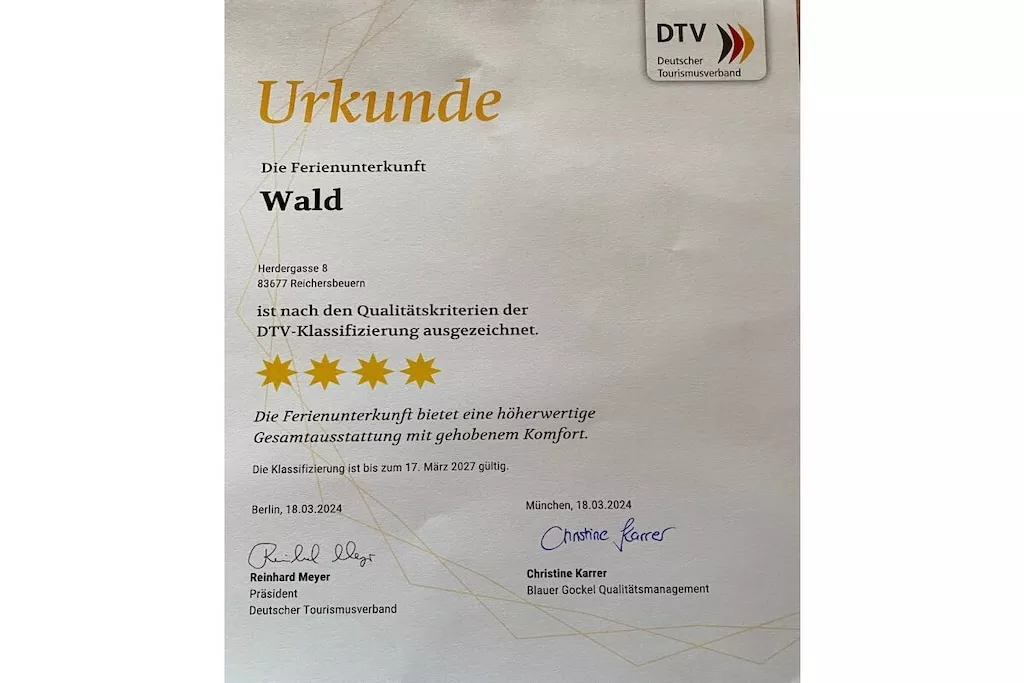 DTV
Deutscher
Tourismusverband
Urkunde
Die Ferienunterkunft
Wald
Herdergasse 8
83677 Reichersbeuern
ist nach den Qualitätskriterien der
DTV-Klassifizierung ausgezeichnet.
Die Ferienunterkunft bietet eine höherwertige
Gesamtausstattung mit gehobenem Komfort.
Die Klassifizierung ist bis zum 17. März 2027 gültig.
Berlin, 18.03.2024
Reinhard Meyer
Reinhard Meyer
Präsident
Deutscher Tourismusverband
München, 18.03.2024
Christine Karrer
Christine Karrer
Blauer Gockel Qualitätsmanagement